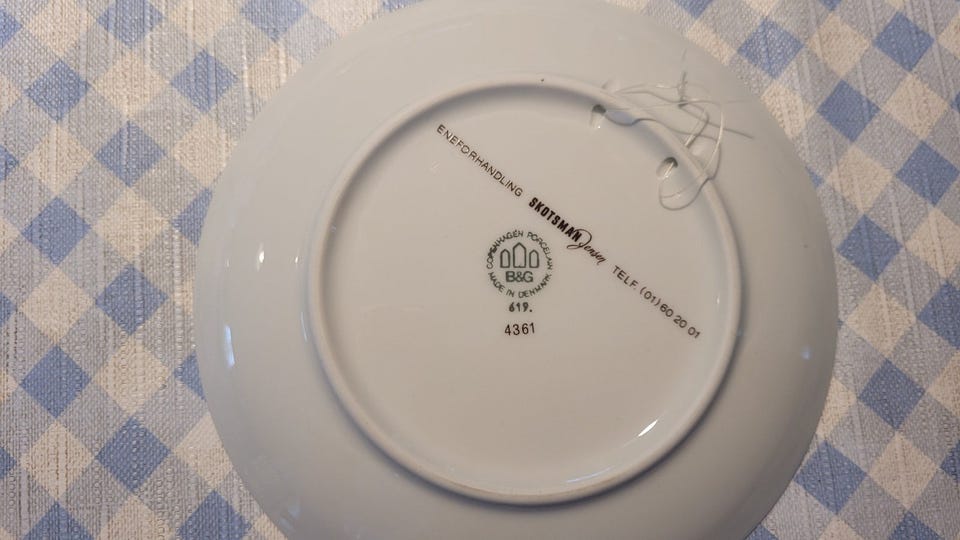 ENEFORHANDLING SKOTSMAN Jensen TELF. (01) 60 20 01
COPENHAGEN PORCELAIN
B&G
MADE IN DENMARK
619.
4361